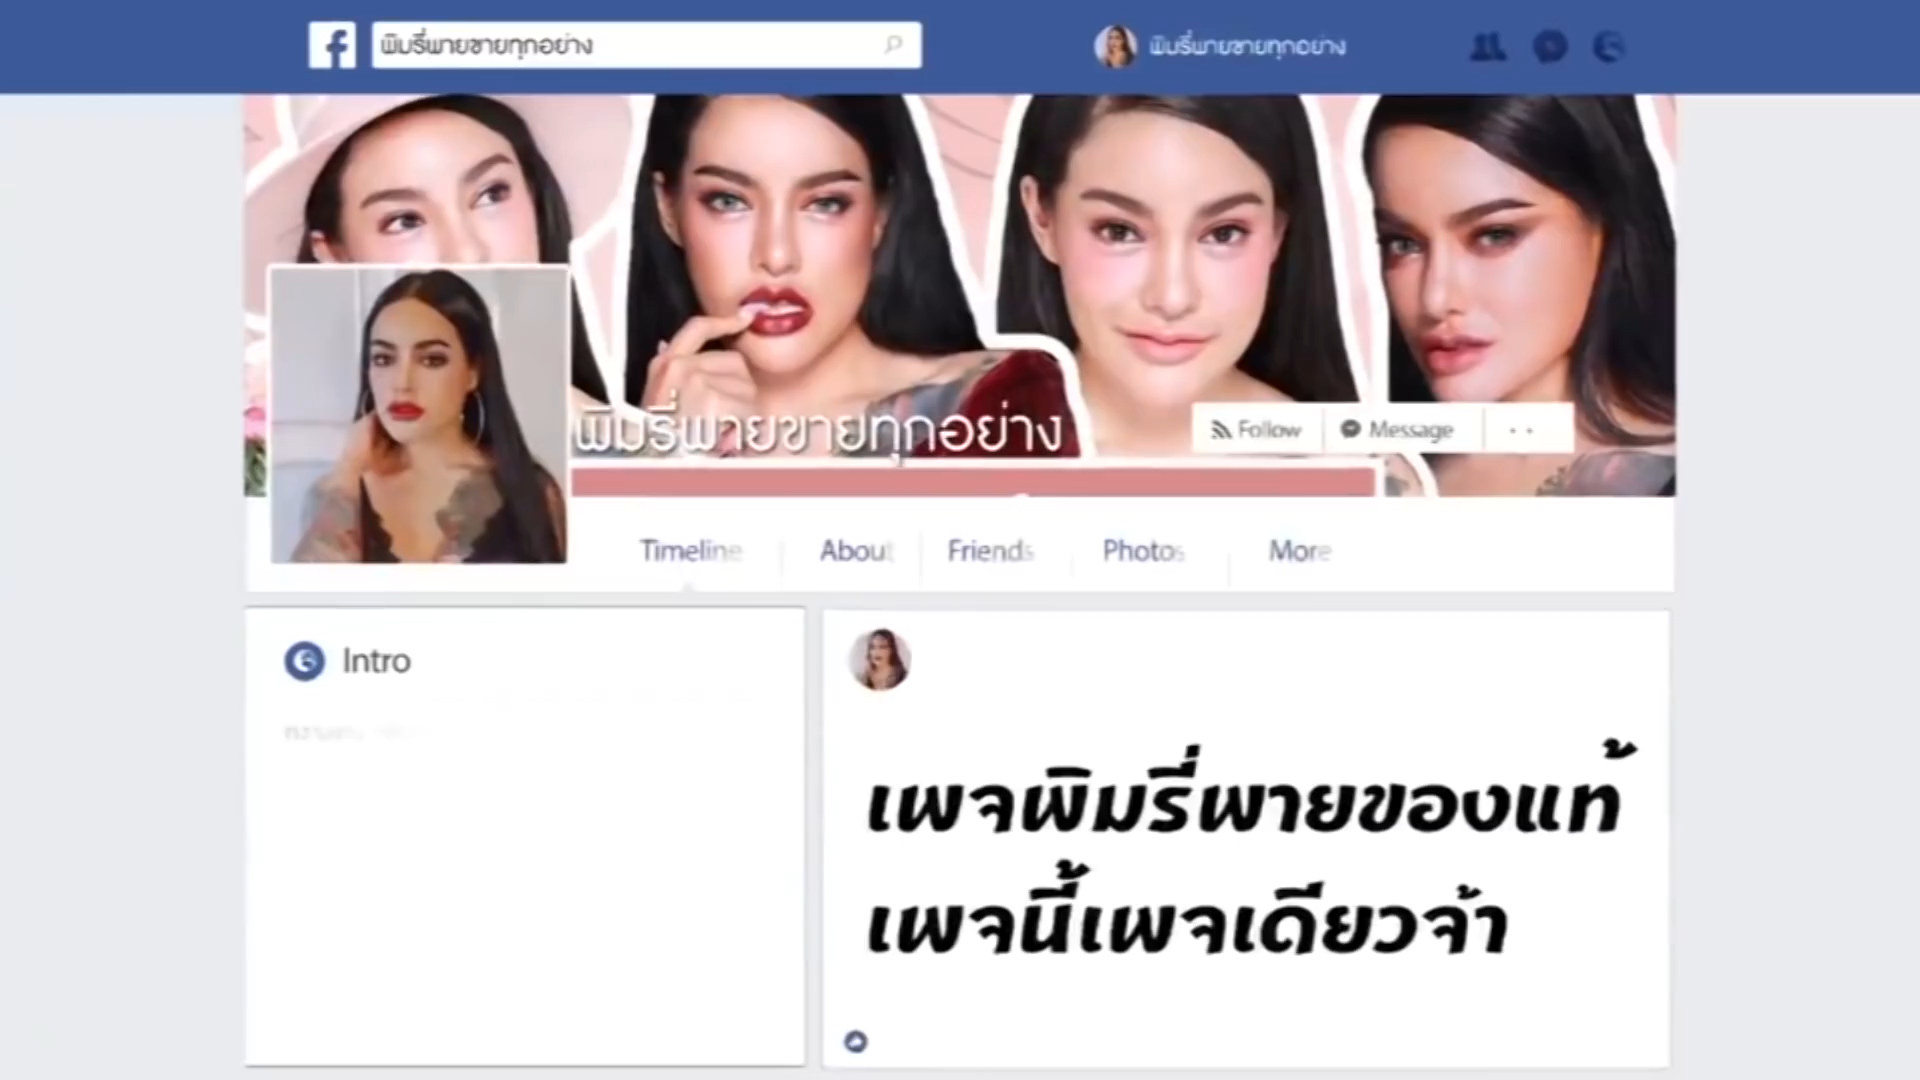 พิมรี่พายขายทุกอย่าง
พิมรี่พายขายทุกอย่าง
พิมรี่พายขายทุกอย่าง
Follow
Message
Timeline
About
Friends
Photos
More
Intro
เพจพิมรี่พายของแท้
เพจนี้เพจเดียวจ้า